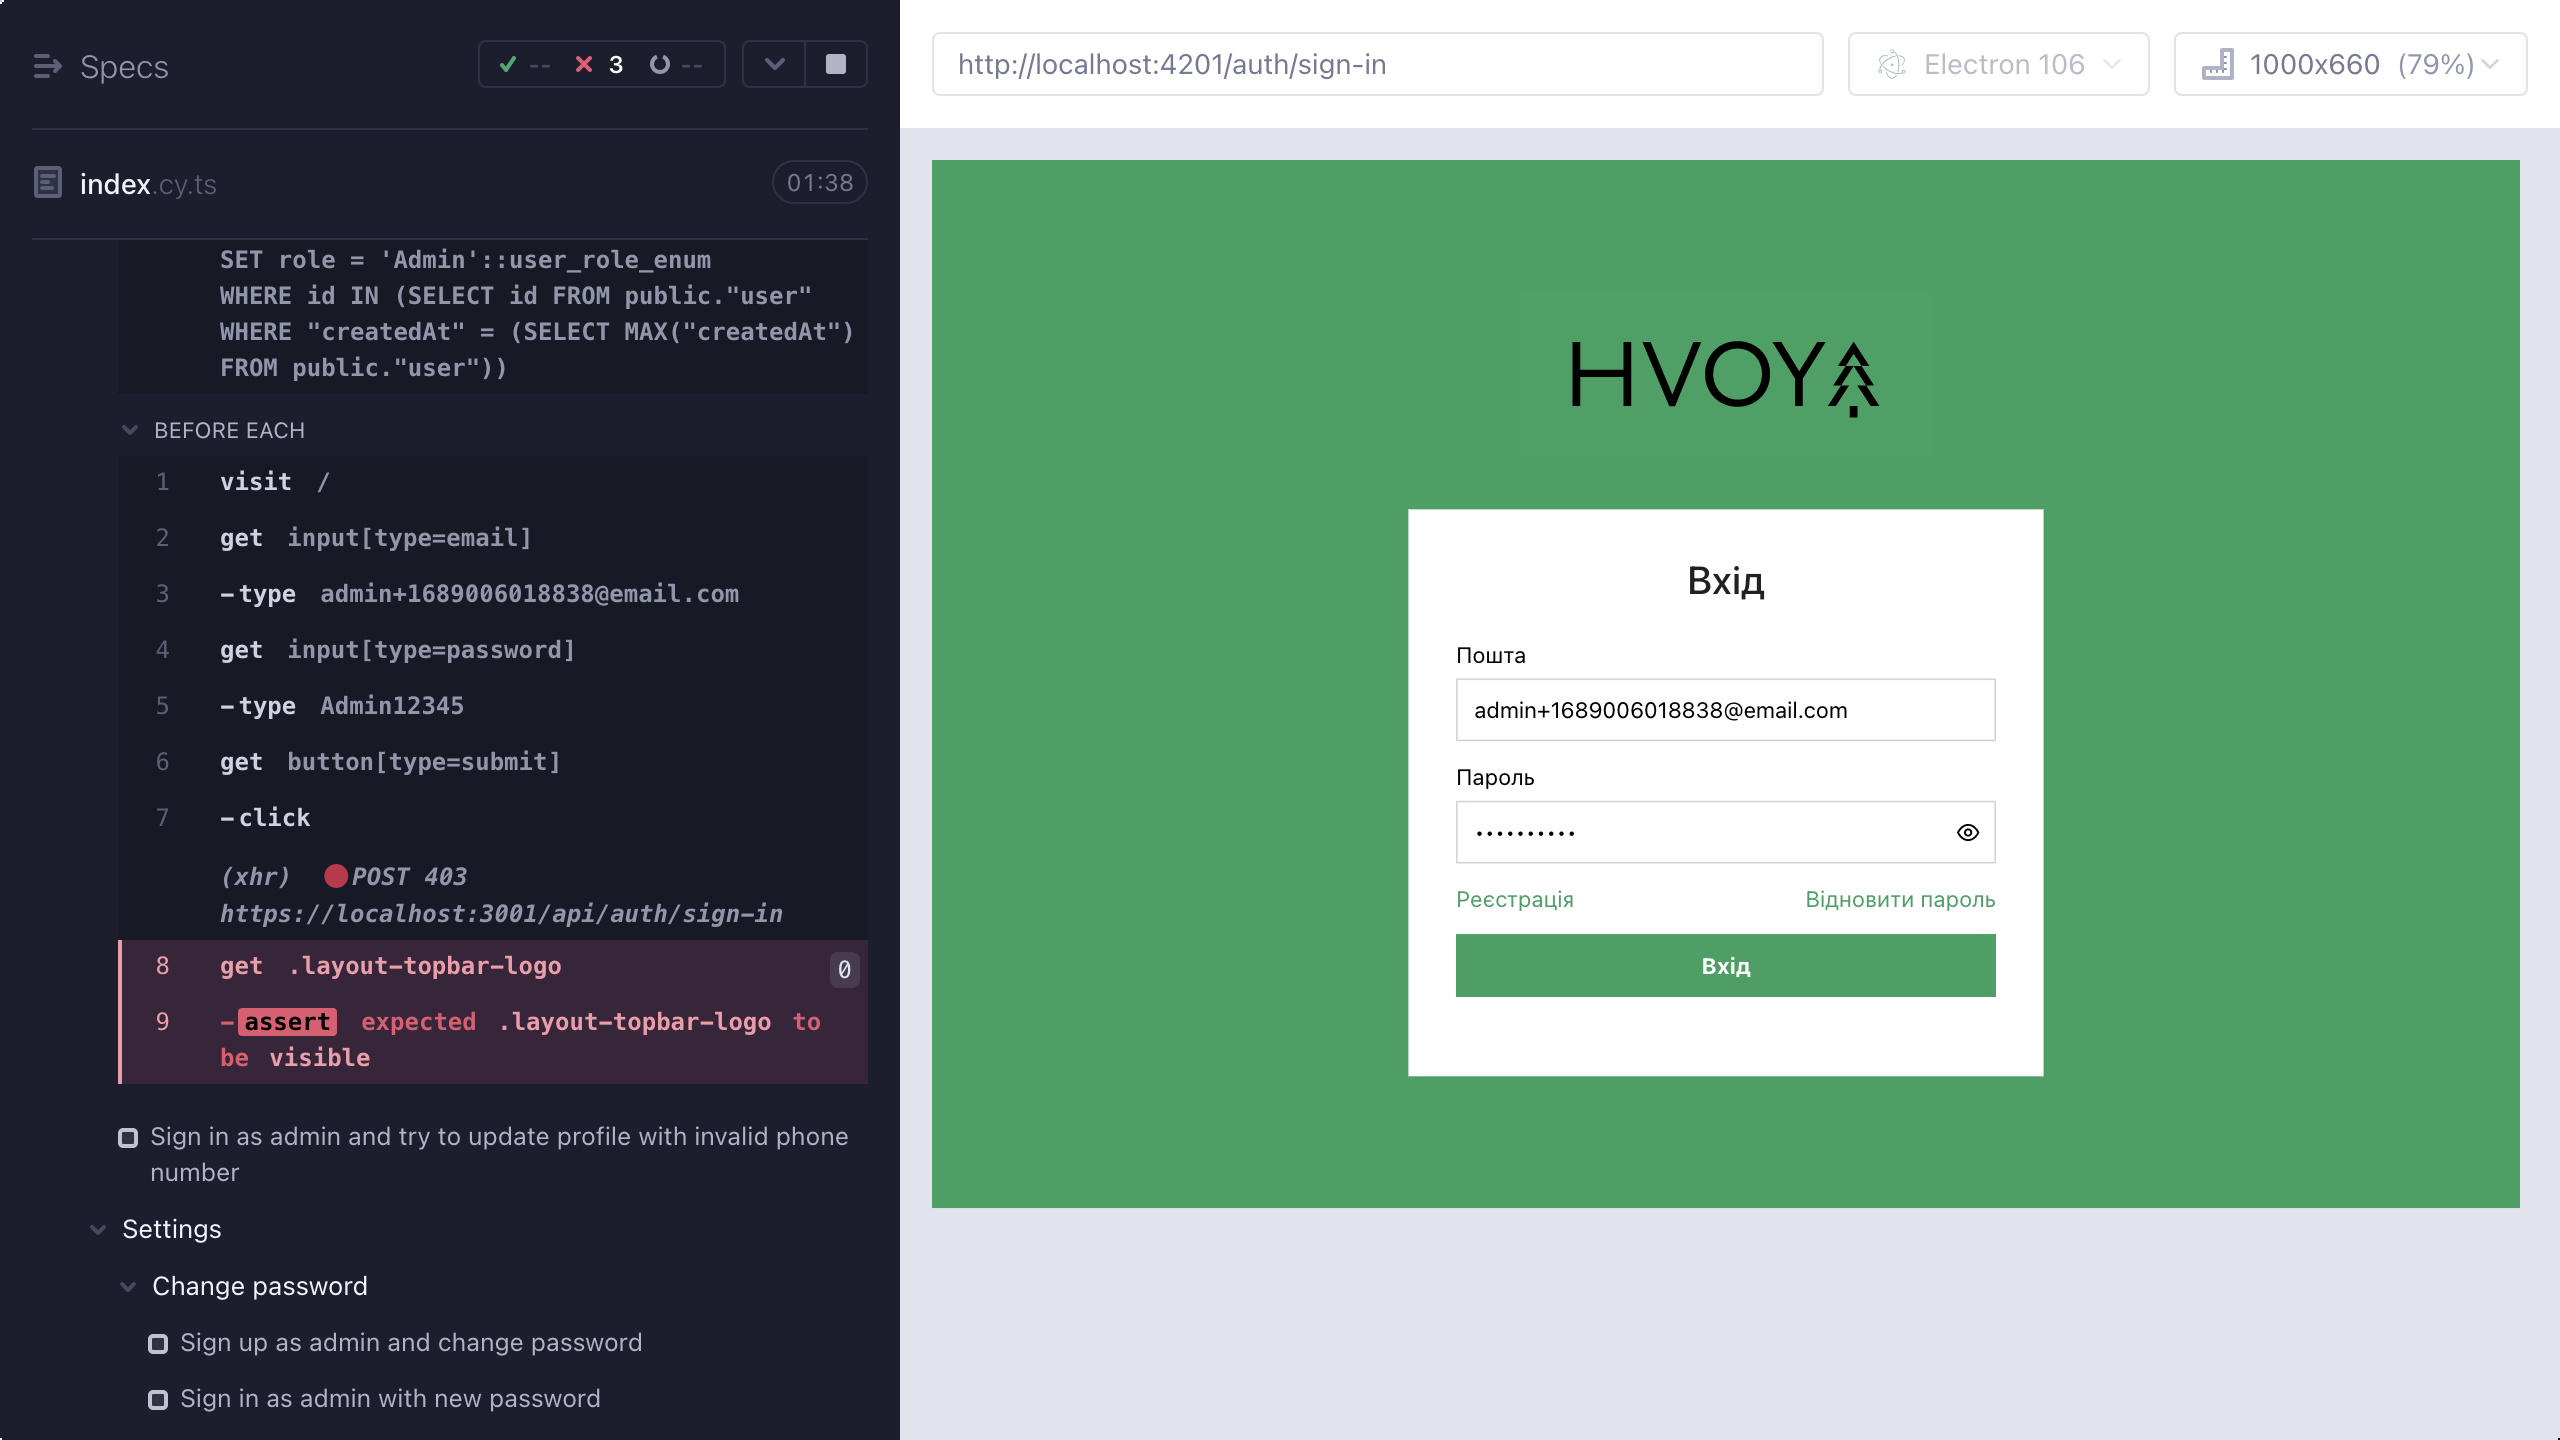 Specs
-- 3 --
index.cy.ts 01:38
SET role = 'Admin'::user_role_enum
WHERE id IN (SELECT id FROM public."user"
WHERE "createdAt" = (SELECT MAX("createdAt")
FROM public."user"))
BEFORE EACH
1 visit /
2 get input[type=email]
3 -type admin+1689006018838@email.com
4 get input[type=password]
5 -type Admin12345
6 get button[type=submit]
7 -click
(xhr) POST 403
https://localhost:3001/api/auth/sign-in
8 get .layout-topbar-logo 0
9 -assert expected .layout-topbar-logo to
be visible
Sign in as admin and try to update profile with invalid phone
number
Settings
Change password
Sign up as admin and change password
Sign in as admin with new password
http://localhost:4201/auth/sign-in
Electron 106
1000x660 (79%)
HVOYA
Вхід
Пошта
admin+1689006018838@email.com
Пароль
••••••••••
Реєстрація Відновити пароль
Вхід